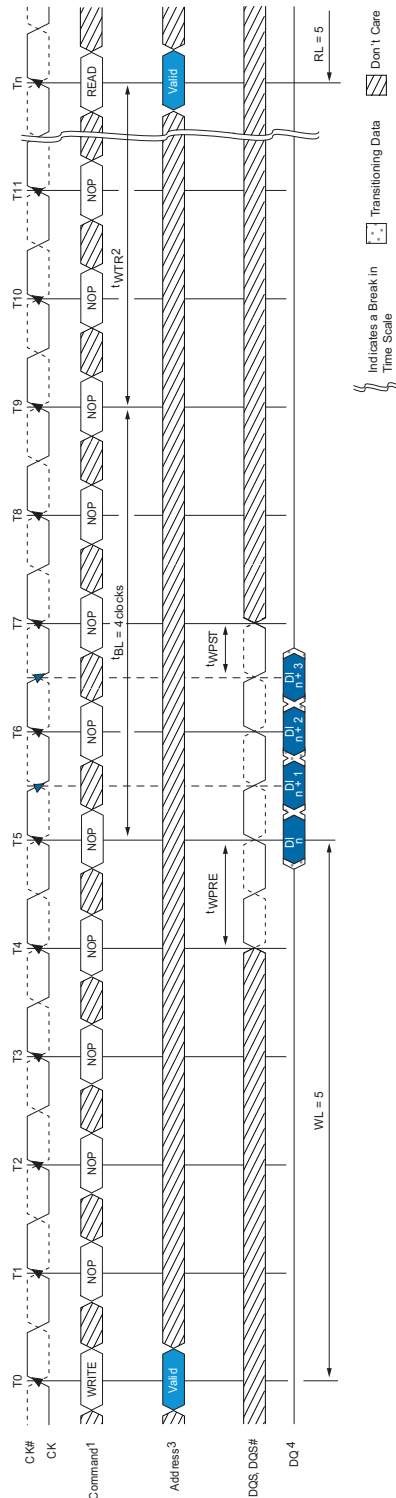 T0 T1 T2 T3 T4 T5 T6 T7 T8 T9 T10 T11 Tn
CK#
CK
Command1 WRITE NOP NOP NOP NOP NOP NOP NOP NOP NOP NOP NOP READ
tBL = 4 clocks tWTR2
Address3 Valid Valid
tWPRE tWPST
DQS, DQS#
DQ4 DI n DI n + 1 DI n + 2 DI n + 3
WL = 5 RL = 5
Indicates a Break in
Time Scale
Transitioning Data
Don't Care